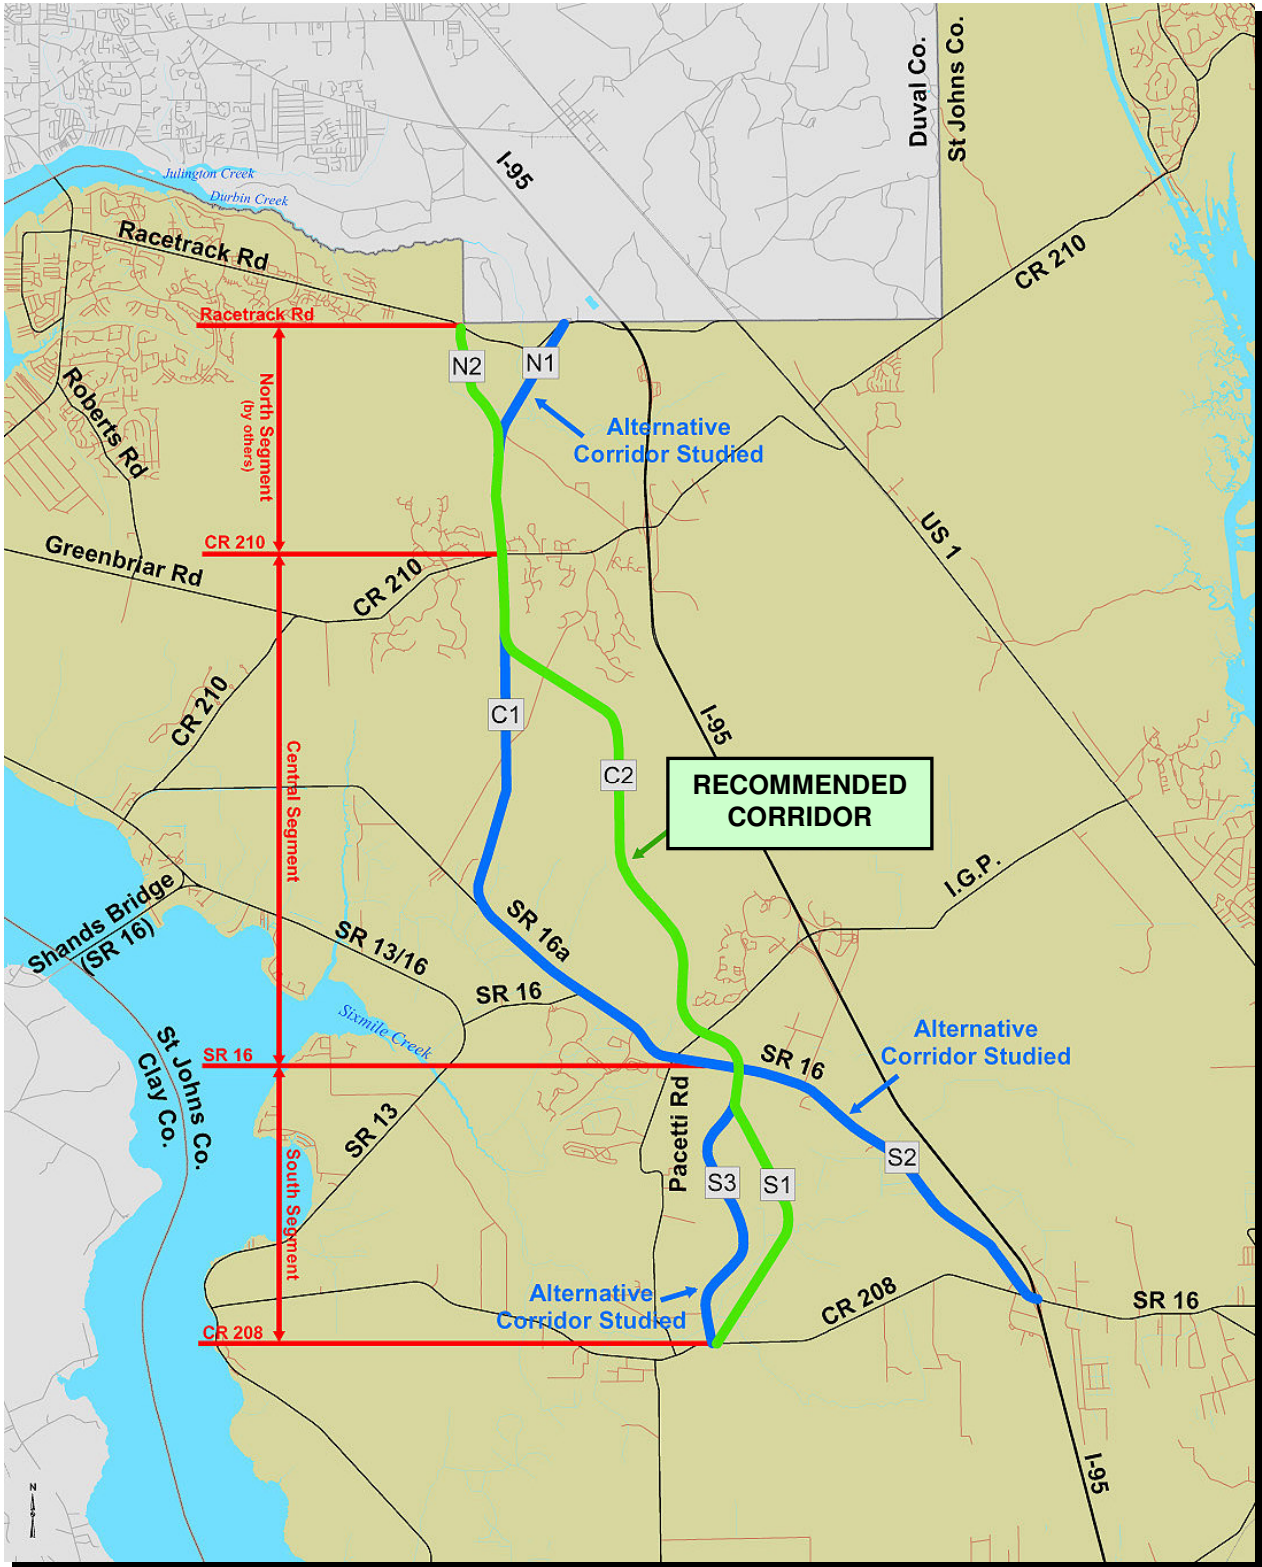 Duval Co.
St Johns Co.
I-95
Julington Creek
Durbin Creek
Racetrack Rd
CR 210
Racetrack Rd
N2
N1
North Segment
(by others)
Roberts Rd
Alternative
Corridor Studied
US 1
CR 210
Greenbriar Rd
CR 210
CR 210
C1
I-95
Central Segment
C2
RECOMMENDED
CORRIDOR
I.G.P.
Shands Bridge
(SR 16)
SR 13/16
SR 16a
SR 16
Sixmile Creek
St Johns Co.
Clay Co.
SR 16
SR 16
Alternative
Corridor Studied
SR 13
Pacetti Rd
S2
S3
S1
South Segment
Alternative
Corridor Studied
CR 208
SR 16
CR 208
I-95
N